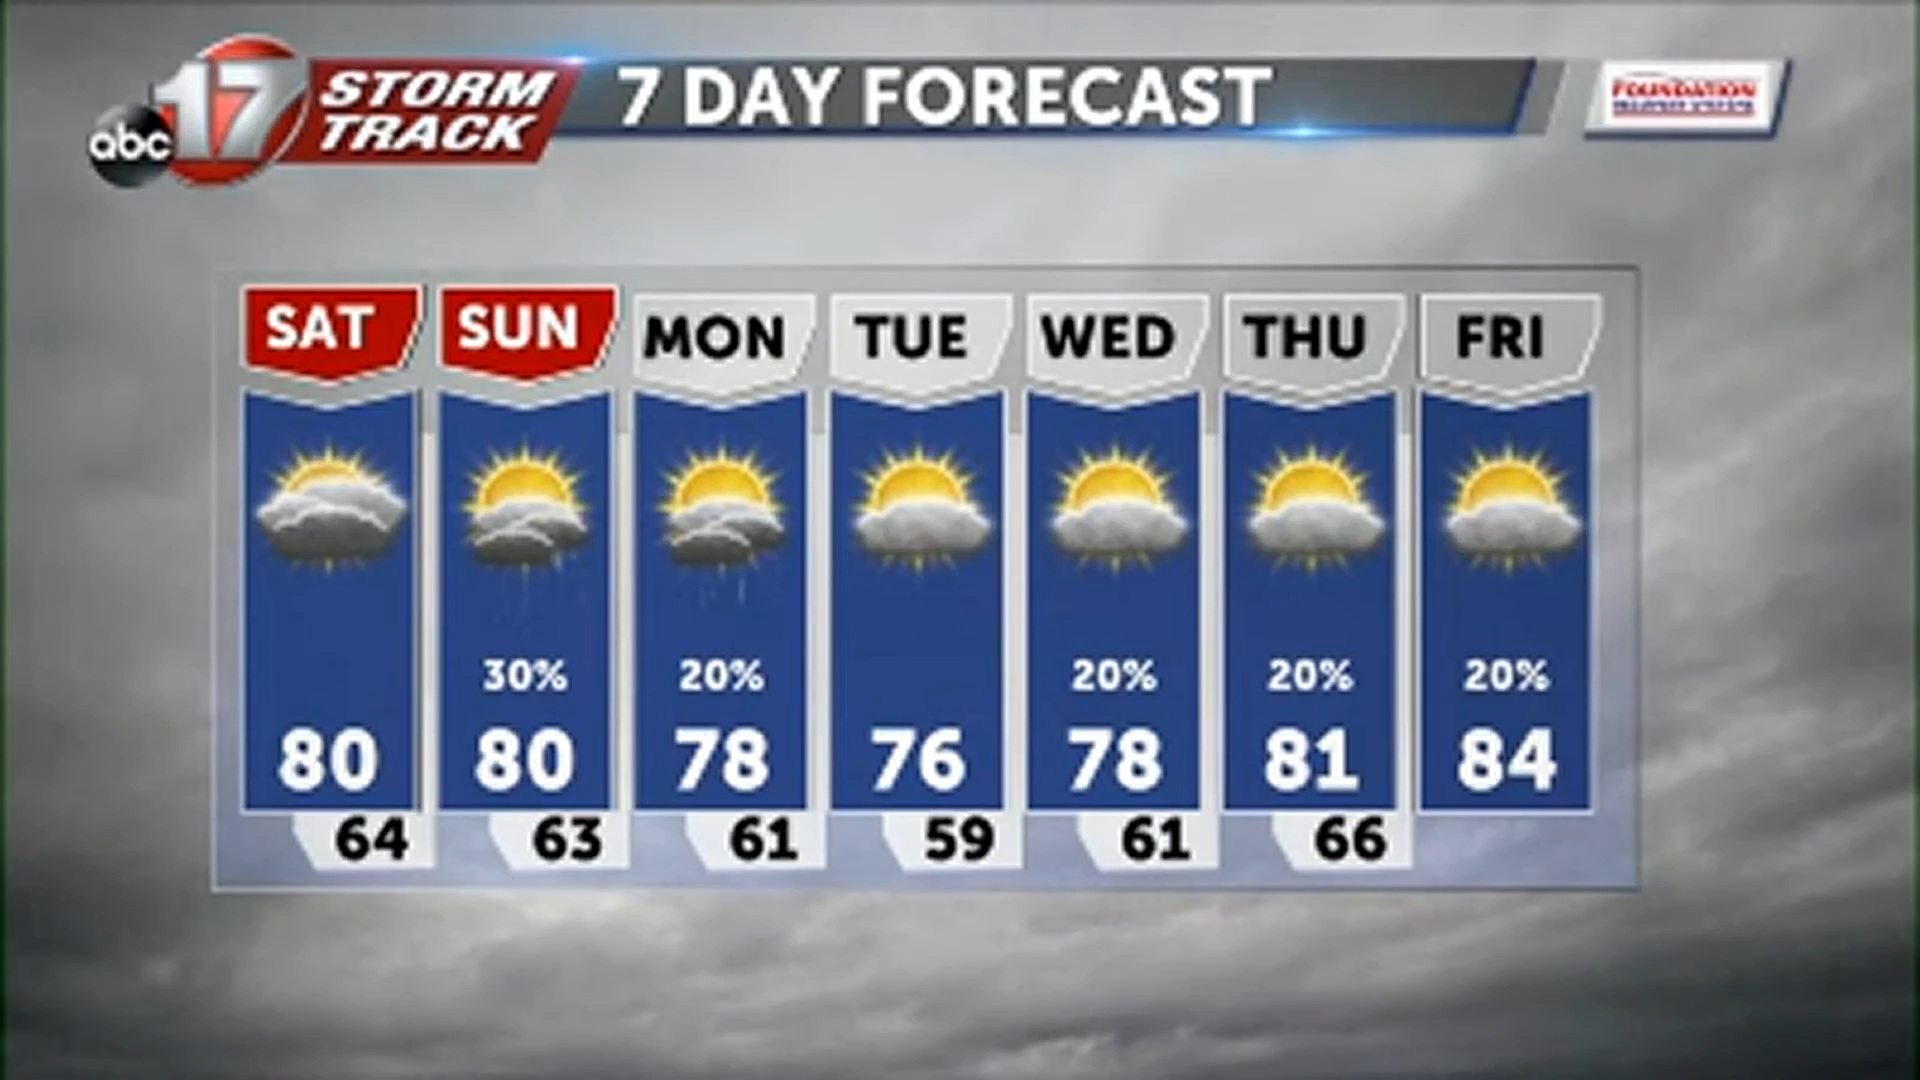 abc 17 STORM TRACK
7 DAY FORECAST
FOUNDATION
SAT SUN MON TUE WED THU FRI
30% 20% 20% 20% 20%
80 80 78 76 78 81 84
64 63 61 59 61 66